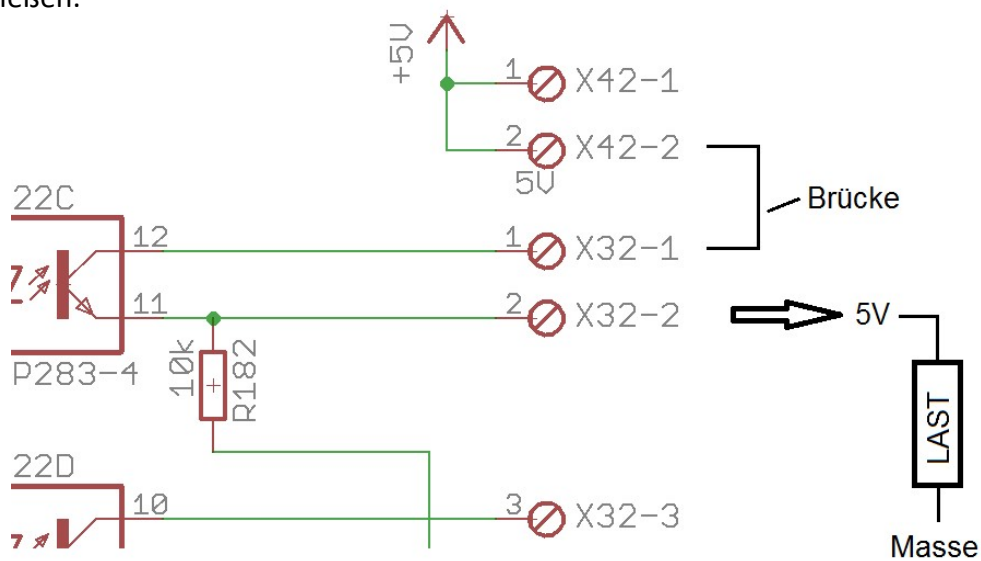 +5V
1 X42-1
2 X42-2
5V
Brücke
22C
12
1 X32-1
11
2 X32-2
5V
P283-4
10k
R182
LAST
22D
10
3 X32-3
Masse